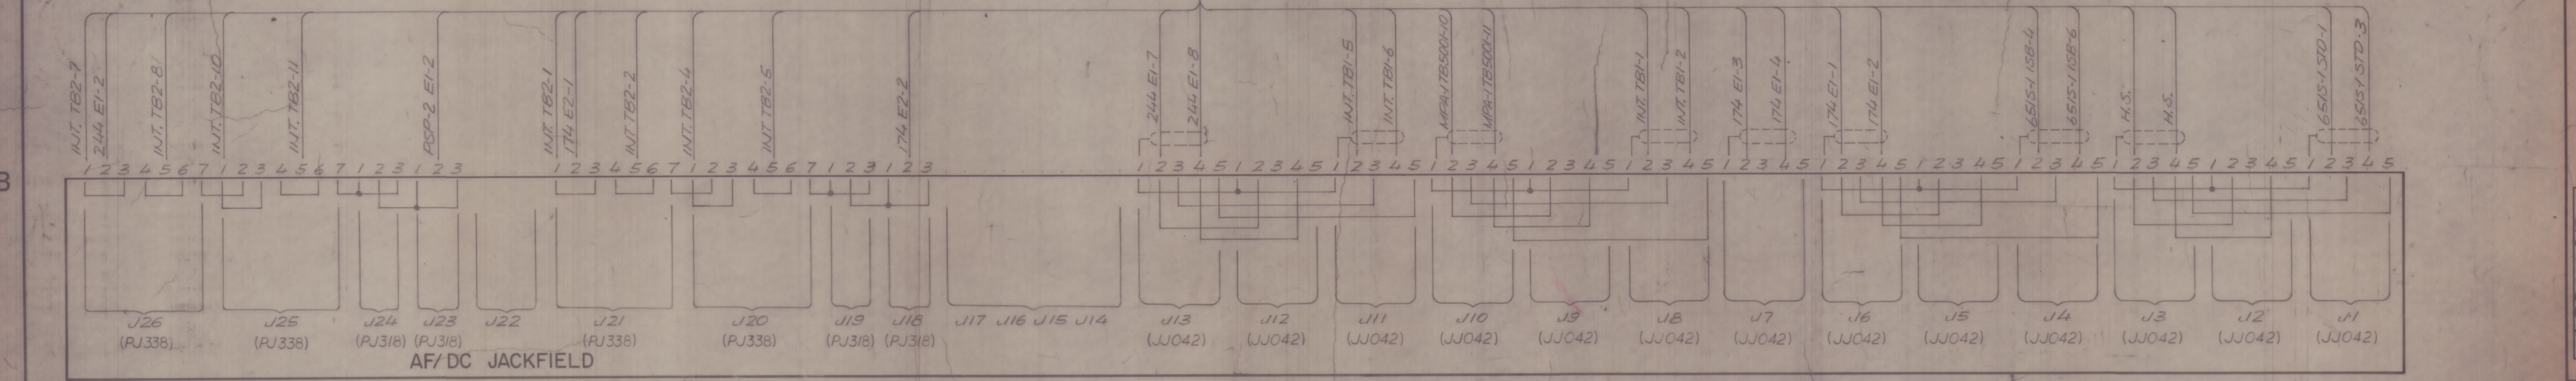 INT. TB2-7
244 E1-2
INT. TB2-8
INT. TB2-10
INT. TB2-11
PSP-2 E1-2
INT. TB2-1
174 E2-1
INT TB2-2
INT. TB2-4
INT TB2-5
174 E2-2
244 E1-7
244 E1-8
INT. TB1-5
INT. TB1-6
MPA-1 TB5001-10
MPA-1 TB5001-11
INT. TB1-1
INT. TB1-2
174 E1-3
174 E1-4
174 E1-1
174 E1-2
65IS-1 ISB-4
65IS-1 ISB-6
H.S.
H.S.
65IS-1 STD-1
65IS-1 STD-3
1 2 3 4 5 6 7 1 2 3 4 5 6 7 1 2 3 1 2 3 1 2 3 4 5 6 7 1 2 3 4 5 6 7 1 2 3 1 2 3 1 2 3 4 5 1 2 3 4 5 1 2 3 4 5 1 2 3 4 5 1 2 3 4 5 1 2 3 4 5 1 2 3 4 5 1 2 3 4 5 1 2 3 4 5 1 2 3 4 5 1 2 3 4 5 1 2 3 4 5 1 2 3 4 5
B
J26 J25 J24 J23 J22 J21 J20 J19 J18 J17 J16 J15 J14 J13 J12 J11 J10 J9 J8 J7 J6 J5 J4 J3 J2 J1
(PJ338) (PJ338) (PJ318) (PJ318) (PJ338) (PJ338) (PJ318) (PJ318) (JJ042) (JJ042) (JJ042) (JJ042) (JJ042) (JJ042) (JJ042) (JJ042) (JJ042) (JJ042) (JJ042) (JJ042) (JJ042)
AF/DC JACKFIELD